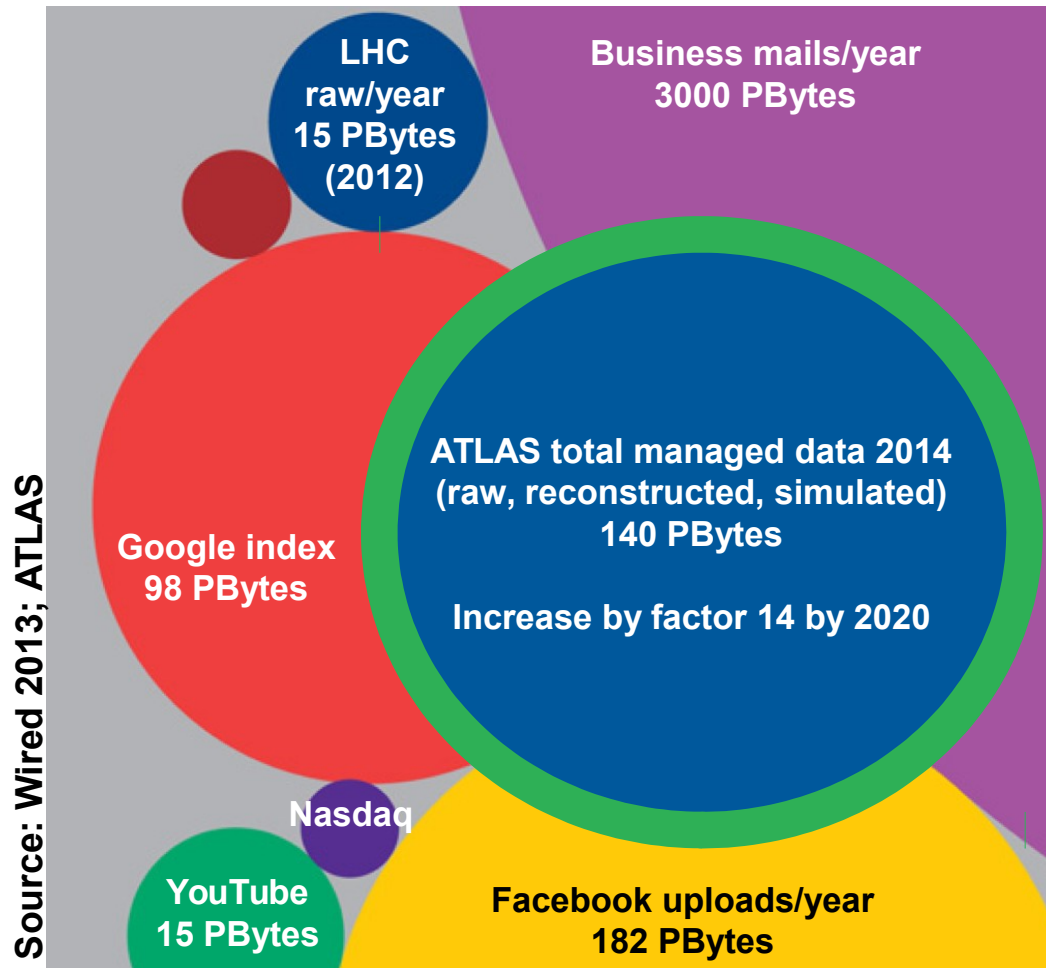 LHC
raw/year
15 PBytes
(2012)
Business mails/year
3000 PBytes
ATLAS total managed data 2014
(raw, reconstructed, simulated)
140 PBytes
Increase by factor 14 by 2020
Google index
98 PBytes
Nasdaq
YouTube
15 PBytes
Facebook uploads/year
182 PBytes
Source: Wired 2013; ATLAS